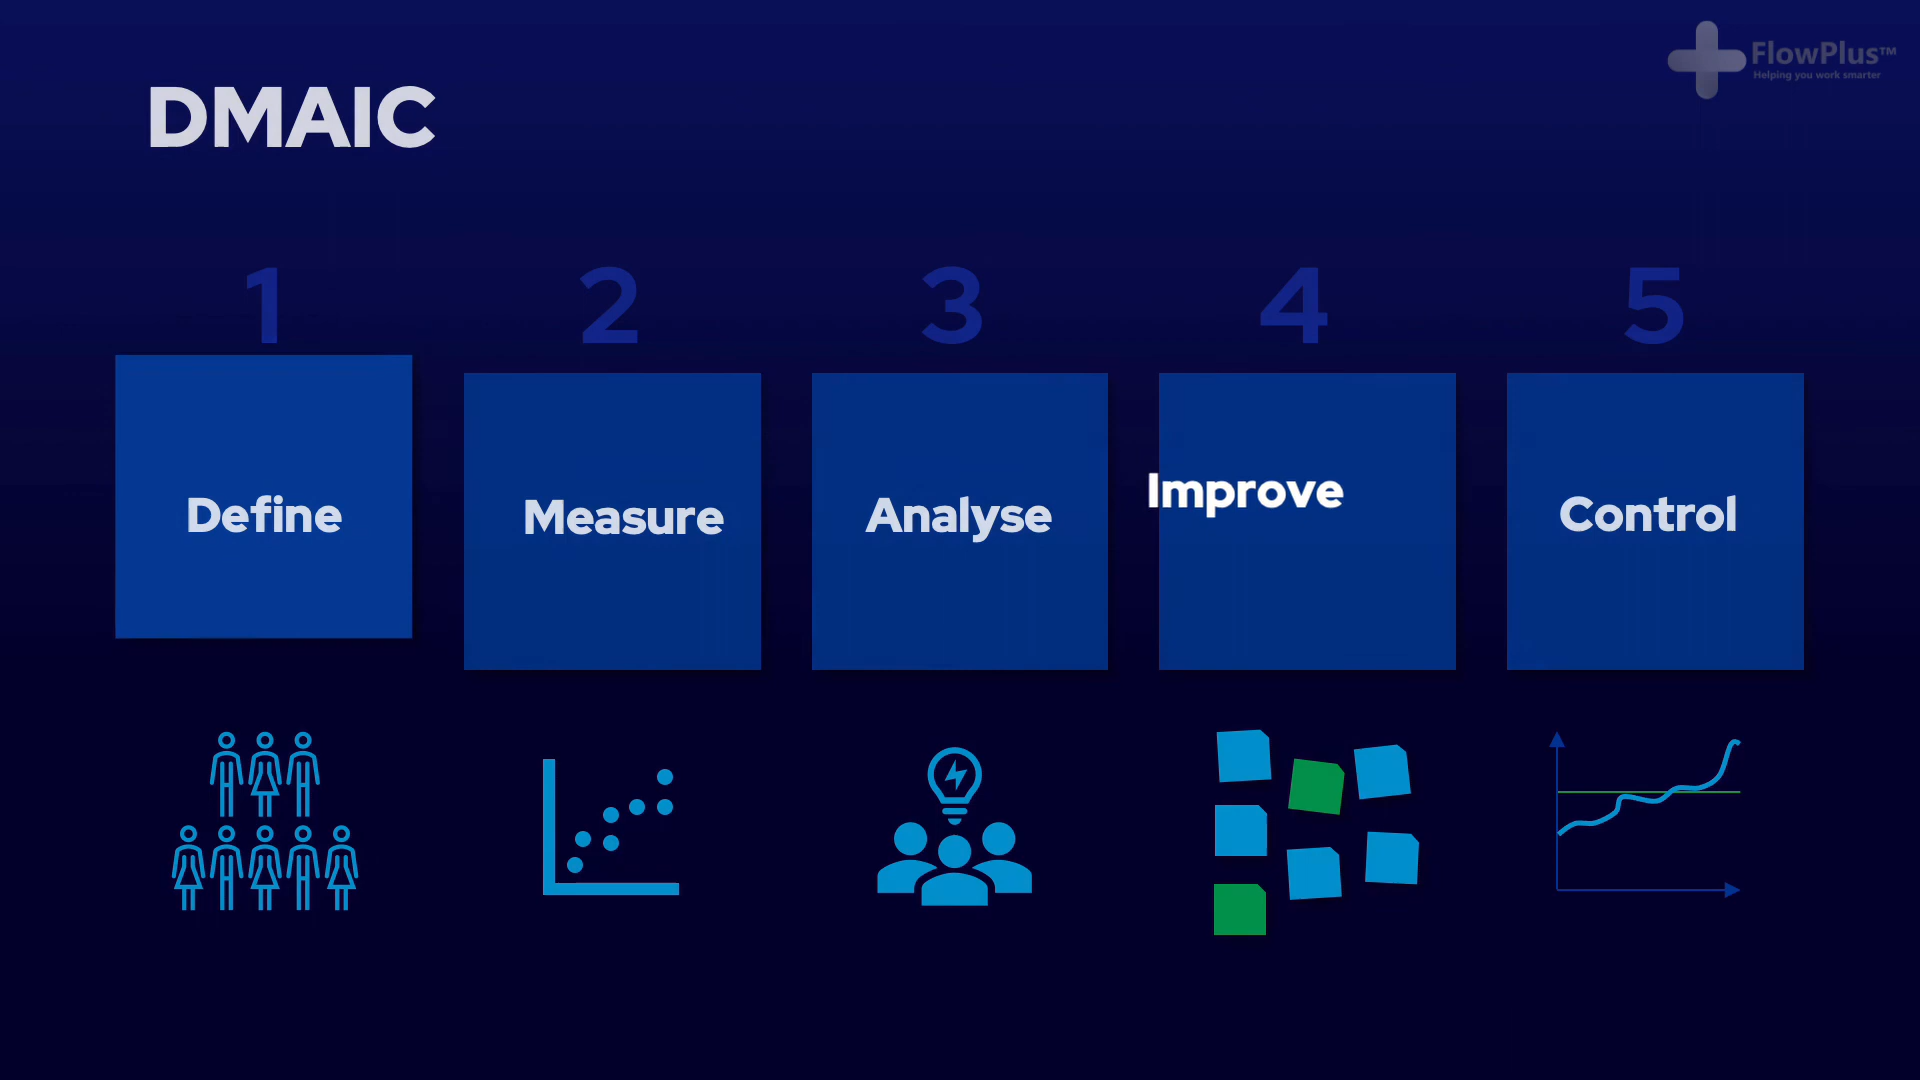 DMAIC
FlowPlus™
Helping you work smarter
1
2
3
4
5
Define
Measure
Analyse
Improve
Control